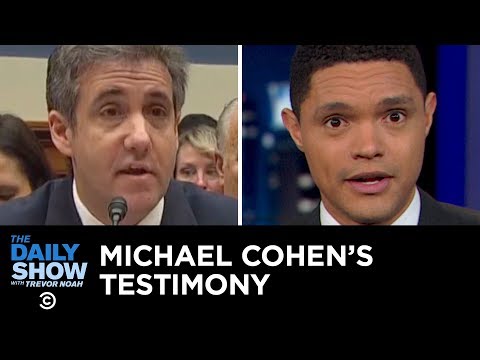 THE
DAILY
SHOW
WITH TREVOR NOAH
MICHAEL COHEN'S
TESTIMONY